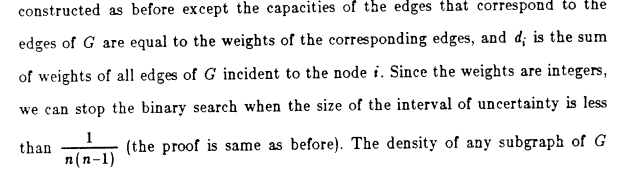 constructed as before except the capacities of the edges that correspond to the
edges of G are equal to the weights of the corresponding edges, and d_i is the sum
of weights of all edges of G incident to the node i. Since the weights are integers,
we can stop the binary search when the size of the interval of uncertainty is less
than 1/n(n−1) (the proof is same as before). The density of any subgraph of G